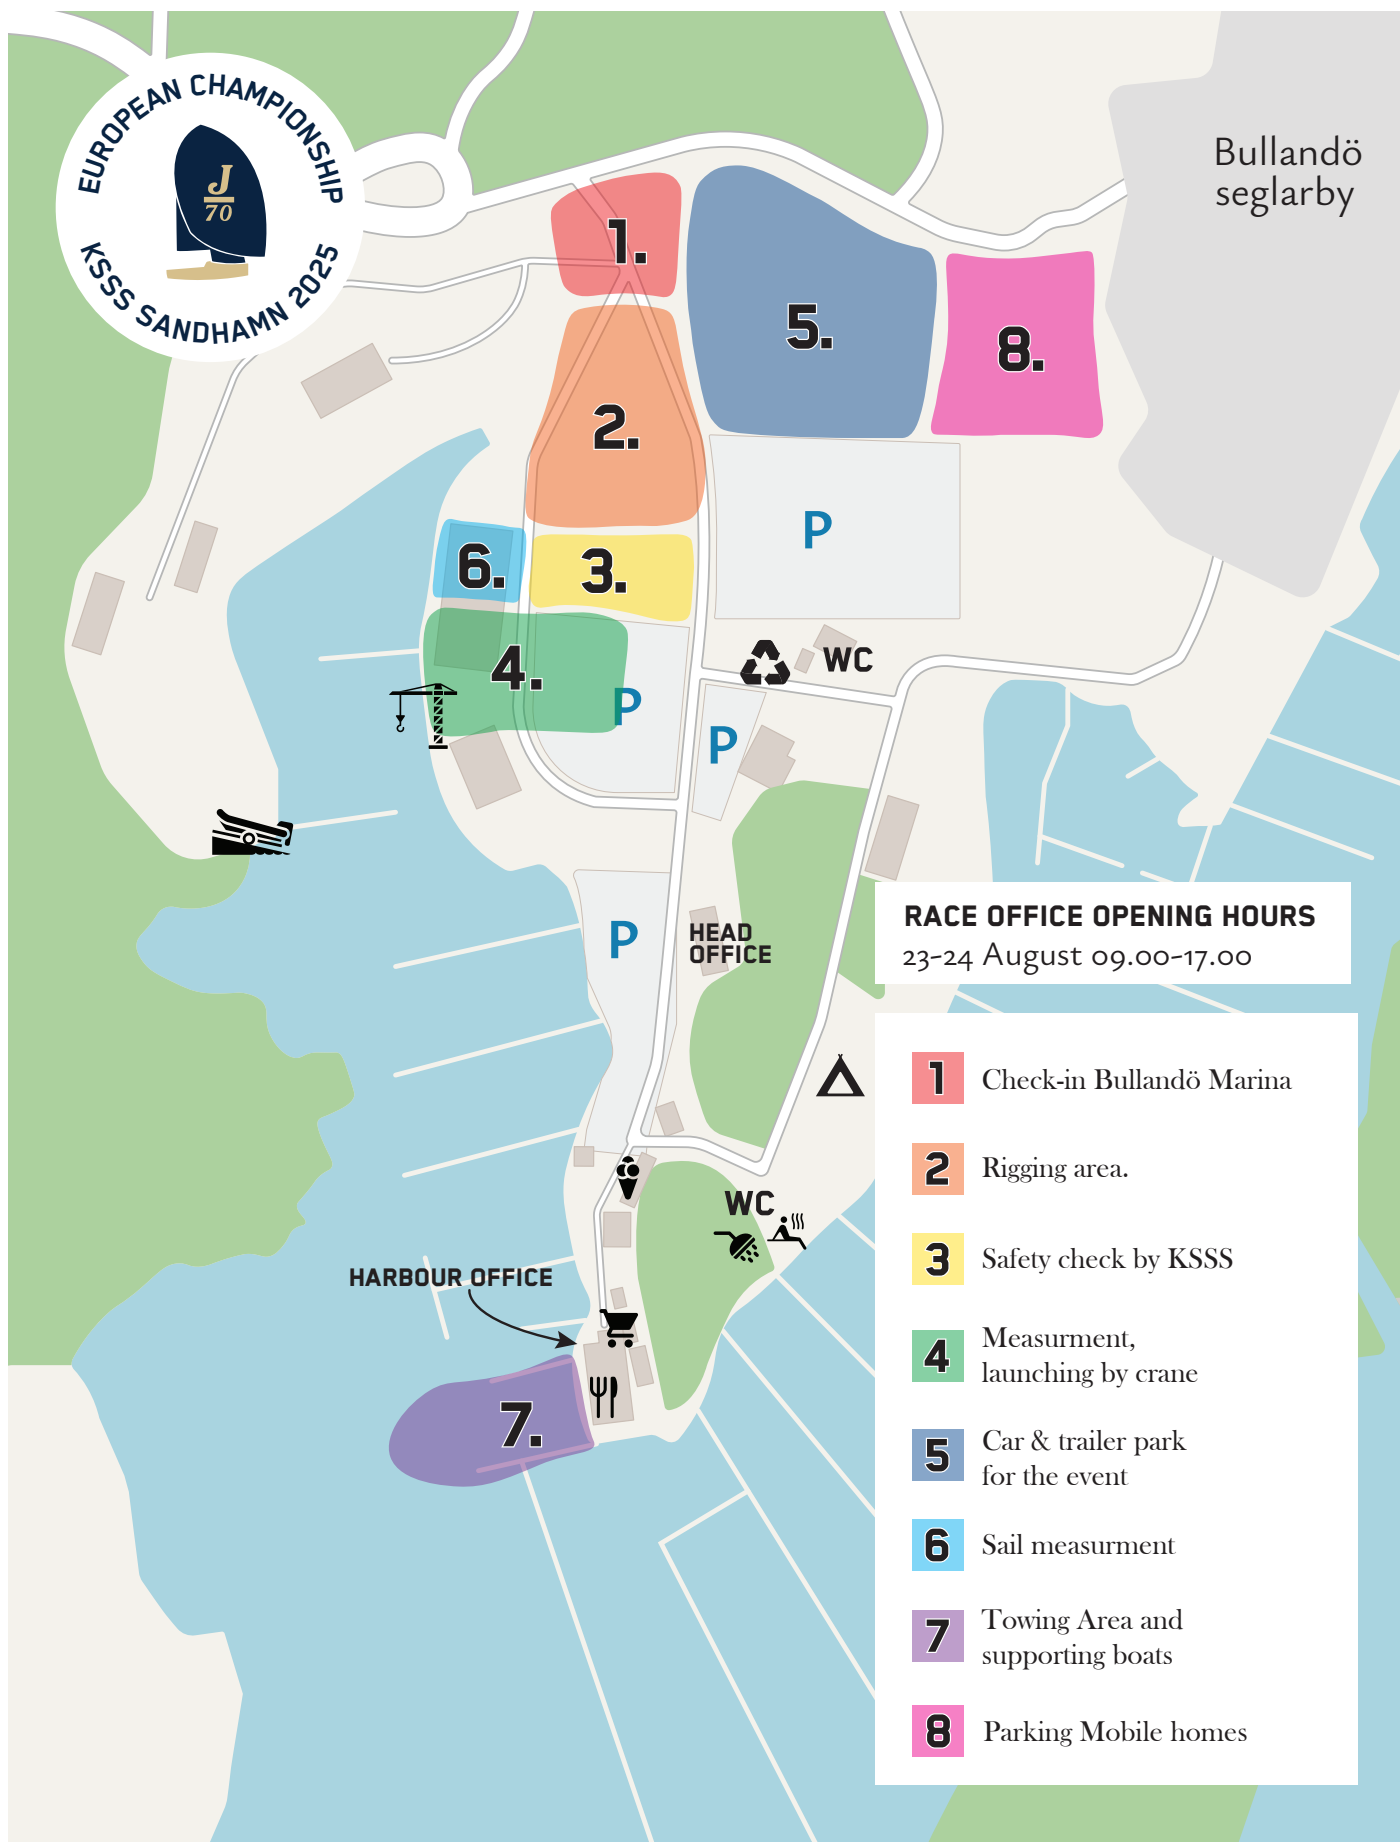 EUROPEAN CHAMPIONSHIP
J
70
KSSS SANDHAMN 2025
Bullandö
seglarby
1.
5.
8.
2.
P
6.
3.
4.
P
WC
P
P
HEAD
OFFICE
WC
HARBOUR OFFICE
7.
RACE OFFICE OPENING HOURS
23-24 August 09.00-17.00
1 Check-in Bullandö Marina
2 Rigging area.
3 Safety check by KSSS
4 Measurment,
launching by crane
5 Car & trailer park
for the event
6 Sail measurment
7 Towing Area and
supporting boats
8 Parking Mobile homes